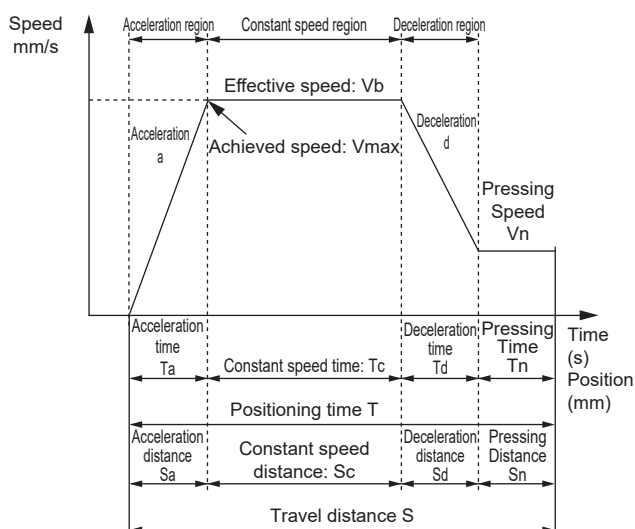 Speed
mm/s
Acceleration region
Constant speed region
Deceleration region
Effective speed: Vb
Acceleration
a
Achieved speed: Vmax
Deceleration
d
Pressing
Speed
Vn
Acceleration
time
Ta
Constant speed time: Tc
Deceleration
time
Td
Pressing
Time
Tn
Time
(s)
Position
(mm)
Positioning time T
Acceleration
distance
Sa
Constant speed
distance: Sc
Deceleration
distance
Sd
Pressing
Distance
Sn
Travel distance S